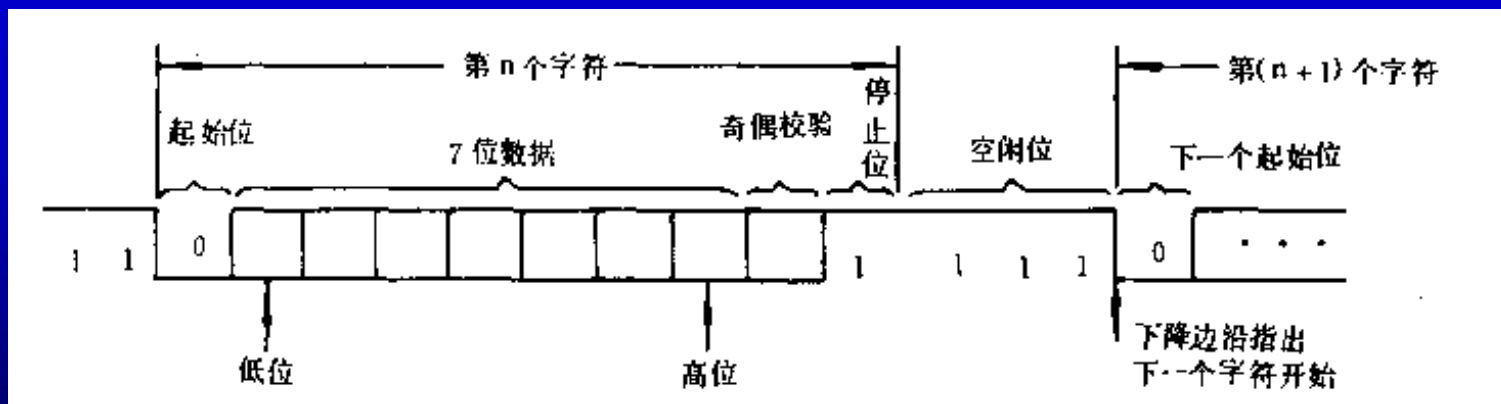 第 n 个字符
第(n+1)个字符
起始位
7 位数据
奇偶校验
停止位
空闲位
下一个起始位
1 1 0 1 1 1 1 0 · · ·
低位
高位
下降边沿指出
下一个字符开始